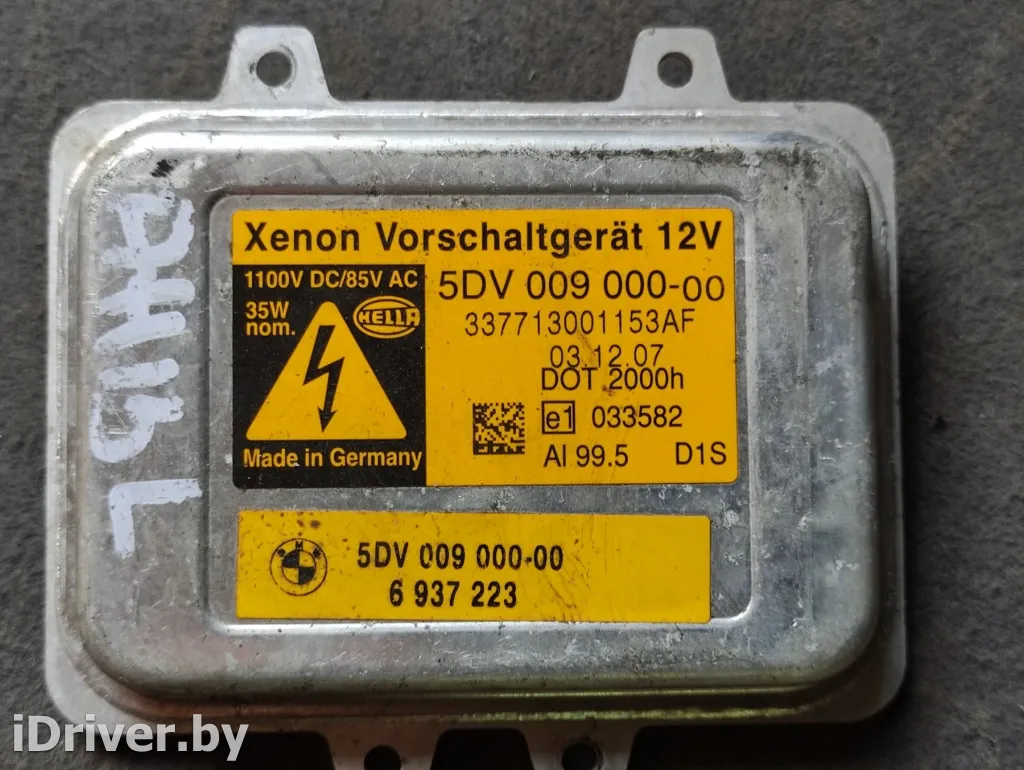 Xenon Vorschaltgerät 12V
1100V DC/85V AC
35W
nom.
HELLA
Made in Germany
5DV 009 000-00
337713001153AF
03.12.07
DOT 2000h
e1 033582
Al 99.5 D1S
BMW
5DV 009 000-00
6 937 223
L
iDriver.by